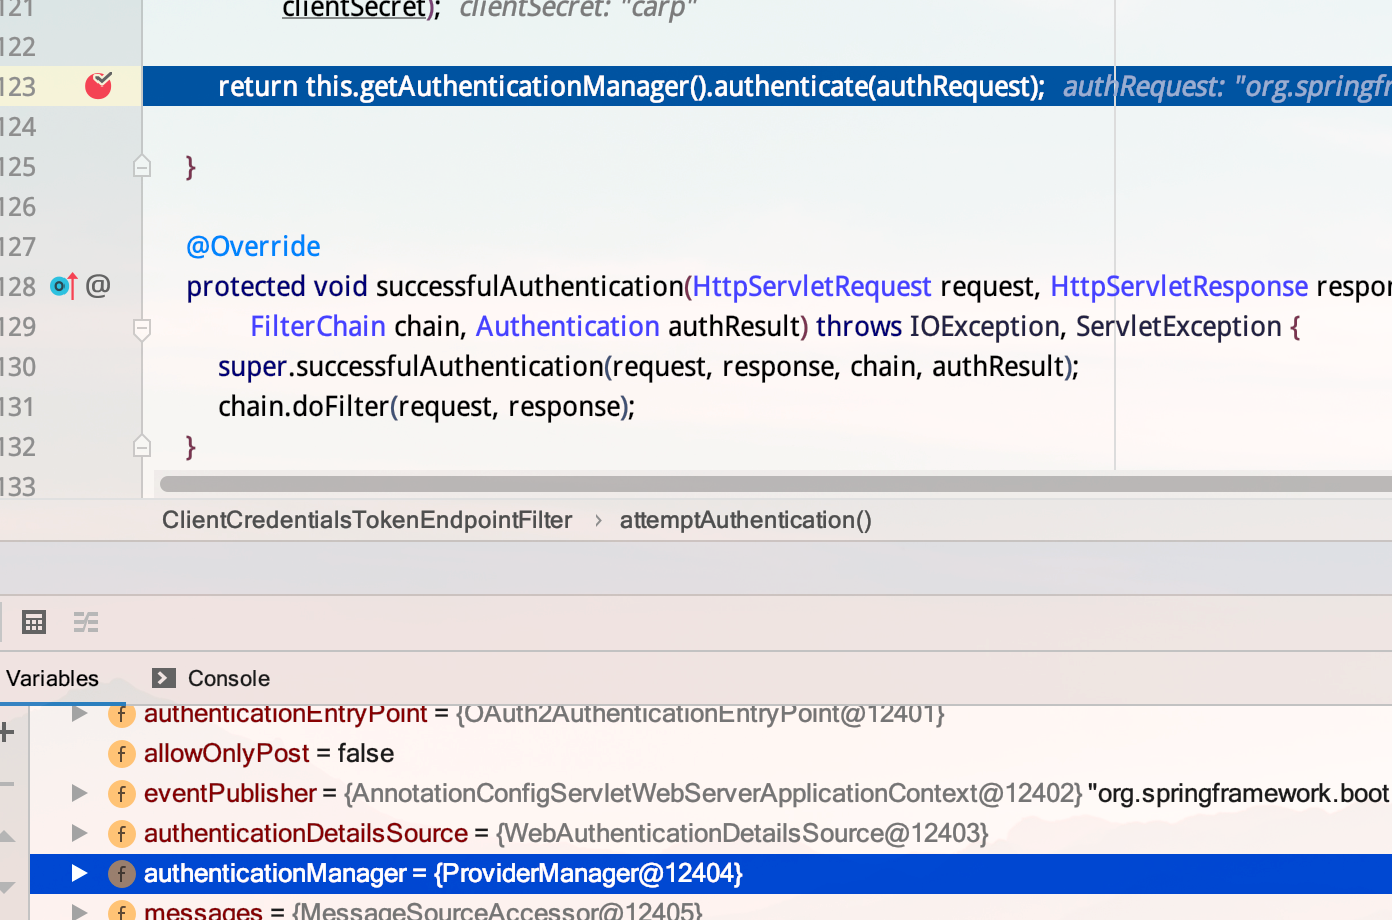 121 clientSecret); clientSecret: "carp"
122
123 return this.getAuthenticationManager().authenticate(authRequest); authRequest: "org.springfr
124
125 }
126
127 @Override
128 @ protected void successfulAuthentication(HttpServletRequest request, HttpServletResponse respon
129 FilterChain chain, Authentication authResult) throws IOException, ServletException {
130 super.successfulAuthentication(request, response, chain, authResult);
131 chain.doFilter(request, response);
132 }
133
ClientCredentialsTokenEndpointFilter › attemptAuthentication()
Variables Console
f authenticationEntryPoint = {OAuth2AuthenticationEntryPoint@12401}
f allowOnlyPost = false
f eventPublisher = {AnnotationConfigServletWebServerApplicationContext@12402} "org.springframework.boot
f authenticationDetailsSource = {WebAuthenticationDetailsSource@12403}
f authenticationManager = {ProviderManager@12404}
f messages = {MessageSourceAccessor@12405}